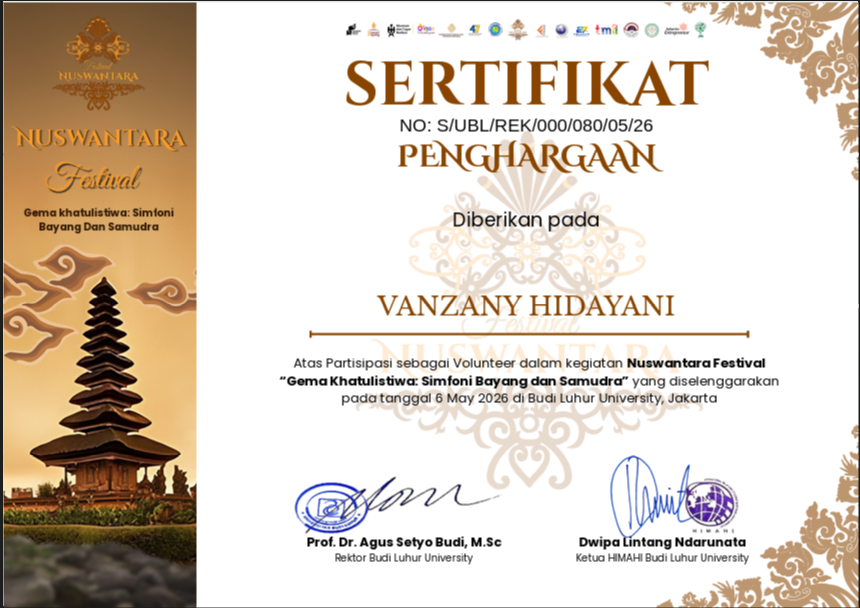 Festival
NUSWANTARA
NUSWANTARA
Festival
Gema khatulistiwa: Simfoni
Bayang Dan Samudra
SERTIFIKAT
NO: S/UBL/REK/000/080/05/26
PENGHARGAAN
Diberikan pada
VANZANY HIDAYANI
Festival
NUSWANTARA
Atas Partisipasi sebagai Volunteer dalam kegiatan Nuswantara Festival
“Gema Khatulistiwa: Simfoni Bayang dan Samudra” yang diselenggarakan
pada tanggal 6 May 2026 di Budi Luhur University, Jakarta
HIMAHI
Prof. Dr. Agus Setyo Budi, M.Sc
Rektor Budi Luhur University
Dwipa Lintang Ndarunata
Ketua HIMAHI Budi Luhur University